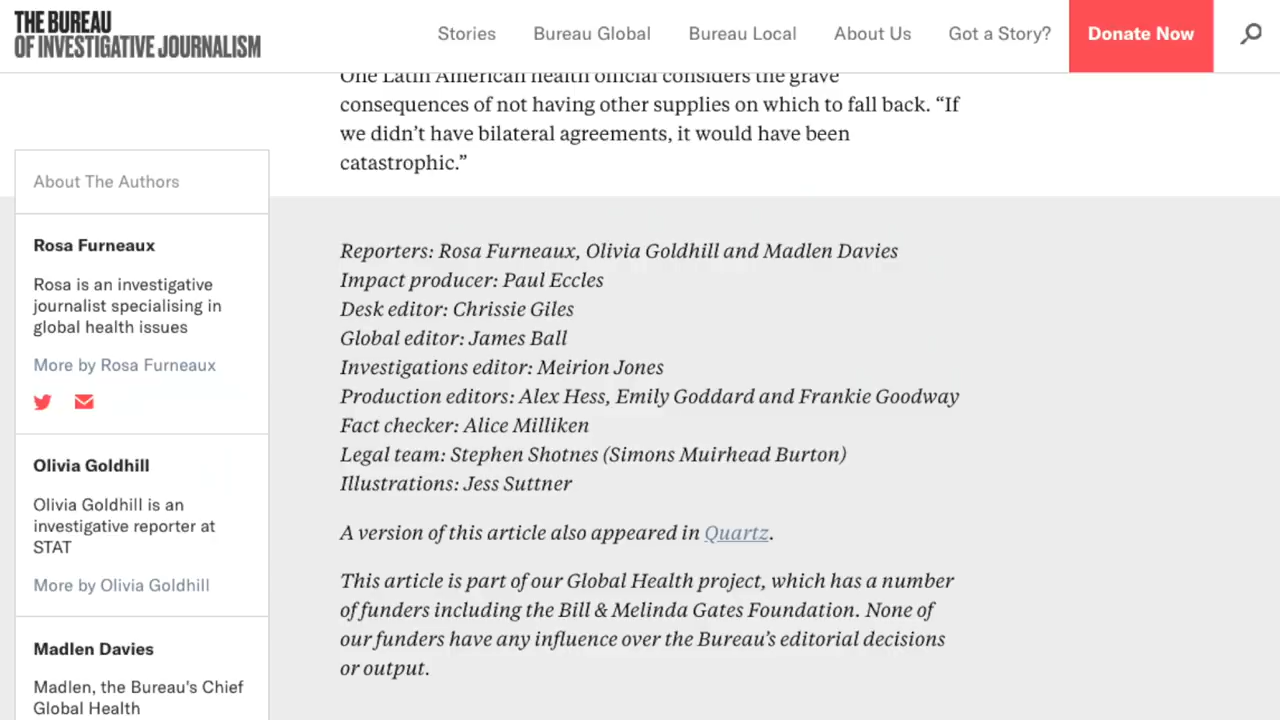 THE BUREAU
OF INVESTIGATIVE JOURNALISM
Stories
Bureau Global
Bureau Local
About Us
Got a Story?
Donate Now
One Latin American health official considers the grave
consequences of not having other supplies on which to fall back. “If
we didn’t have bilateral agreements, it would have been
catastrophic.”
About The Authors
Rosa Furneaux
Rosa is an investigative
journalist specialising in
global health issues
More by Rosa Furneaux
Olivia Goldhill
Olivia Goldhill is an
investigative reporter at
STAT
More by Olivia Goldhill
Madlen Davies
Madlen, the Bureau's Chief
Global Health
Reporters: Rosa Furneaux, Olivia Goldhill and Madlen Davies
Impact producer: Paul Eccles
Desk editor: Chrissie Giles
Global editor: James Ball
Investigations editor: Meirion Jones
Production editors: Alex Hess, Emily Goddard and Frankie Goodway
Fact checker: Alice Milliken
Legal team: Stephen Shotnes (Simons Muirhead Burton)
Illustrations: Jess Suttner
A version of this article also appeared in Quartz.
This article is part of our Global Health project, which has a number
of funders including the Bill & Melinda Gates Foundation. None of
our funders have any influence over the Bureau’s editorial decisions
or output.